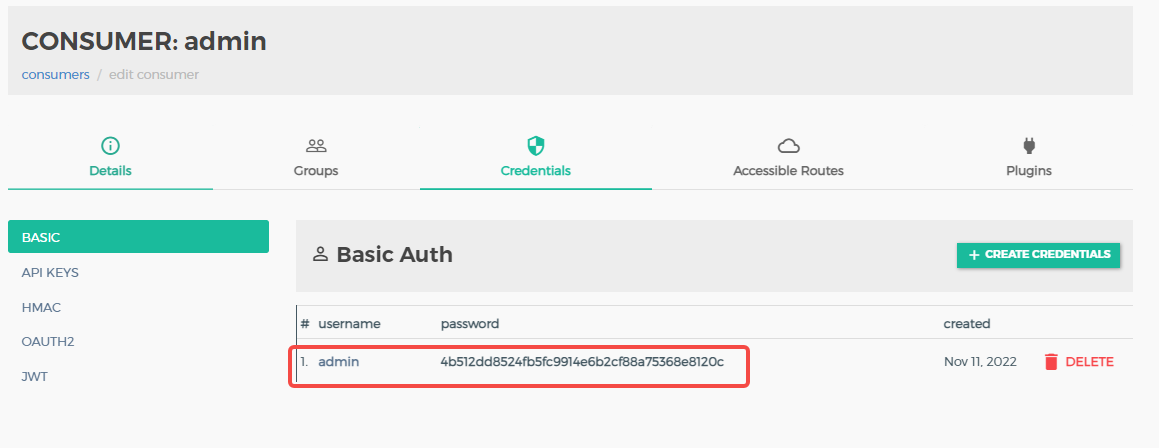 CONSUMER: admin
consumers / edit consumer
Details Groups Credentials Accessible Routes Plugins
BASIC
API KEYS
HMAC
OAUTH2
JWT
Basic Auth
+ CREATE CREDENTIALS
# username password created
1. admin 4b512dd8524fb5fc9914e6b2cf88a75368e8120c Nov 11, 2022 DELETE